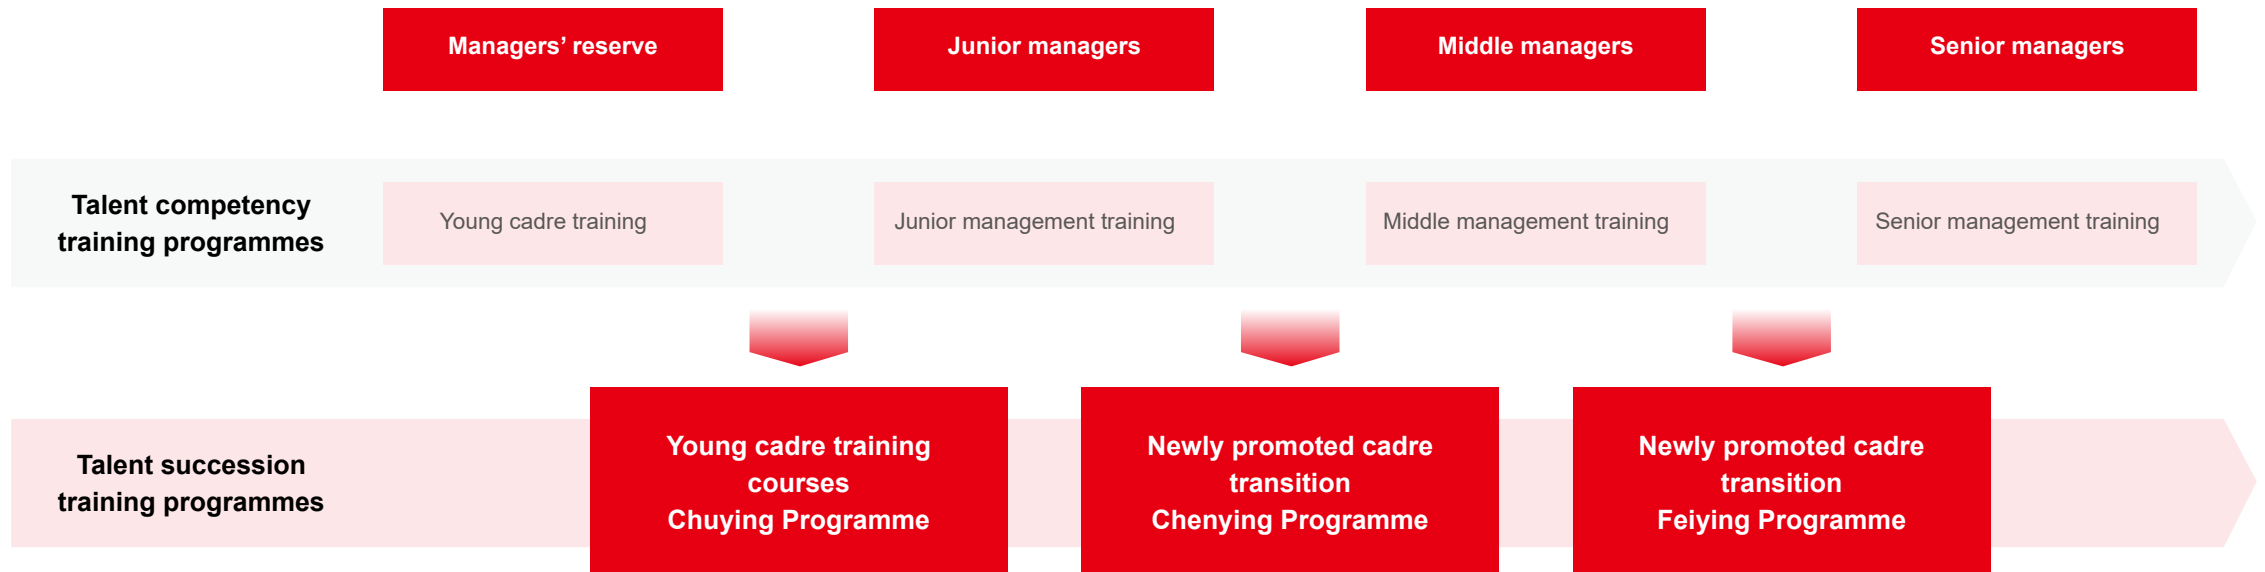 Managers’ reserve
Junior managers
Middle managers
Senior managers
Talent competency
training programmes
Young cadre training
Junior management training
Middle management training
Senior management training
Talent succession
training programmes
Young cadre training
courses
Chuying Programme
Newly promoted cadre
transition
Chenying Programme
Newly promoted cadre
transition
Feiying Programme